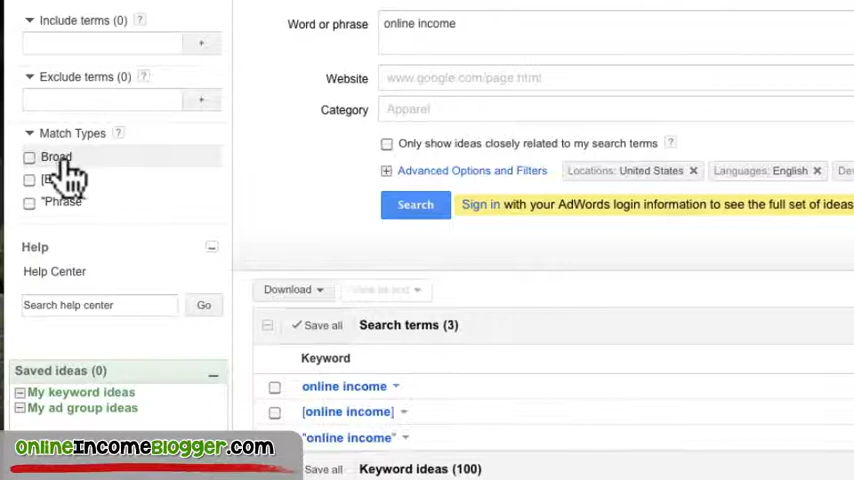 Include terms (0) ?
+
Exclude terms (0) ?
+
Match Types ?
Broad
"Phrase
Help
Help Center
Search help center Go
Saved ideas (0)
My keyword ideas
My ad group ideas
Word or phrase online income
Website www.google.com/page.html
Category Apparel
Only show ideas closely related to my search terms ?
Advanced Options and Filters Locations: United States × Languages: English ×
Search Sign in with your AdWords login information to see the full set of ideas
Download View as text
Save all Search terms (3)
Keyword
online income
[online income]
"online income"
Save all Keyword ideas (100)
OnlineIncomeBlogger.com